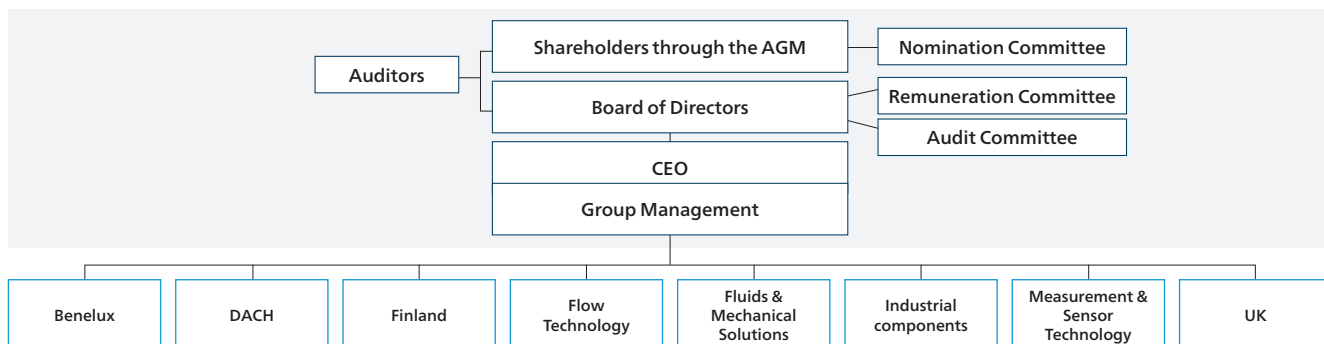 Shareholders through the AGM
Nomination Committee
Auditors
Remuneration Committee
Board of Directors
Audit Committee
CEO
Group Management
Benelux
DACH
Finland
Flow
Technology
Fluids &
Mechanical
Solutions
Industrial
components
Measurement &
Sensor
Technology
UK